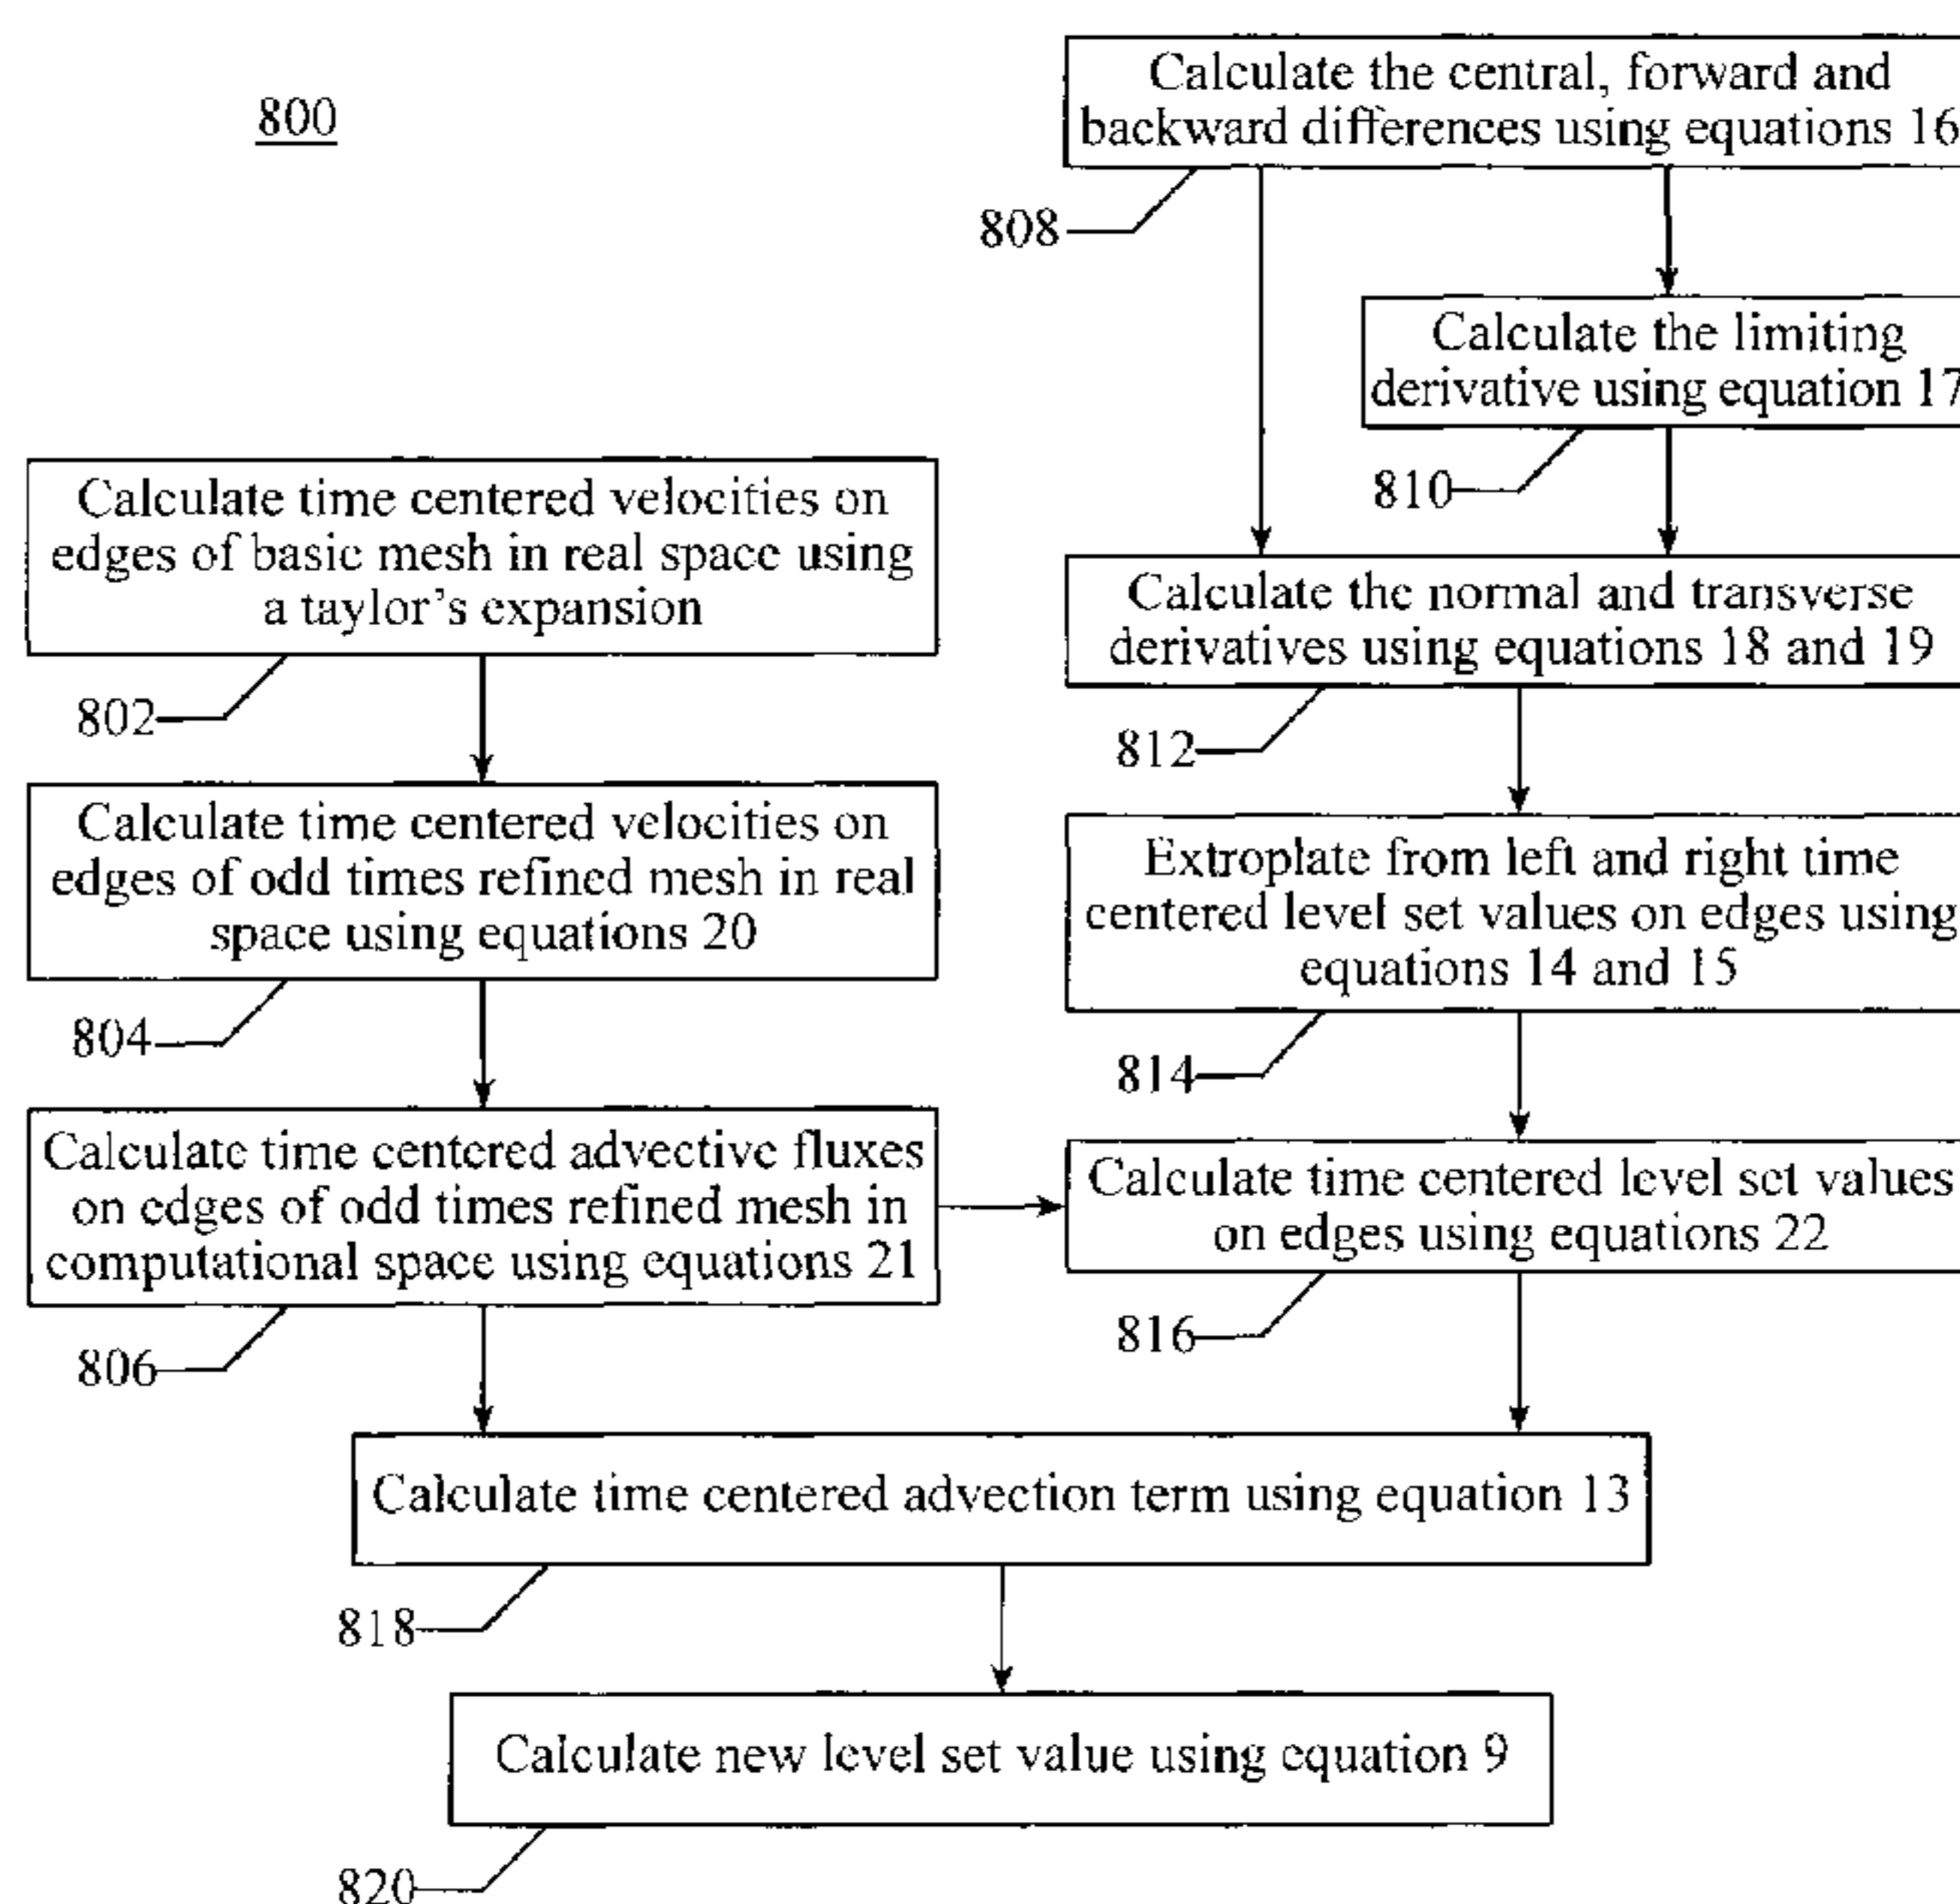 800
Calculate the central, forward and
backward differences using equations 16
808
Calculate the limiting
derivative using equation 17
810
Calculate time centered velocities on
edges of basic mesh in real space using
a taylor's expansion
802
Calculate the normal and transverse
derivatives using equations 18 and 19
812
Calculate time centered velocities on
edges of odd times refined mesh in real
space using equations 20
804
Extroplate from left and right time
centered level set values on edges using
equations 14 and 15
814
Calculate time centered advective fluxes
on edges of odd times refined mesh in
computational space using equations 21
806
Calculate time centered level set values
on edges using equations 22
816
Calculate time centered advection term using equation 13
818
Calculate new level set value using equation 9
820